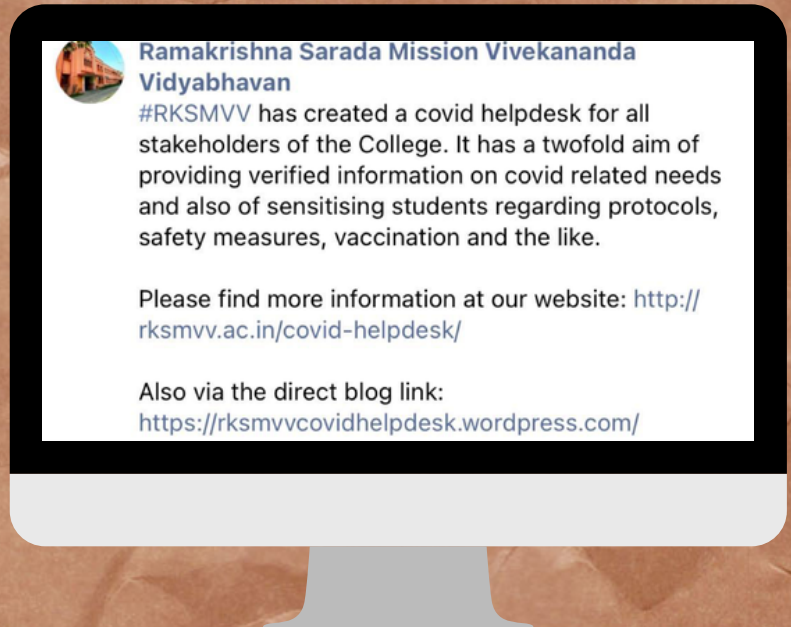 Ramakrishna Sarada Mission Vivekananda
Vidyabhavan
#RKSMVV has created a covid helpdesk for all
stakeholders of the College. It has a twofold aim of
providing verified information on covid related needs
and also of sensitising students regarding protocols,
safety measures, vaccination and the like.
Please find more information at our website: http://
rksmvv.ac.in/covid-helpdesk/
Also via the direct blog link:
https://rksmvvcovidhelpdesk.wordpress.com/